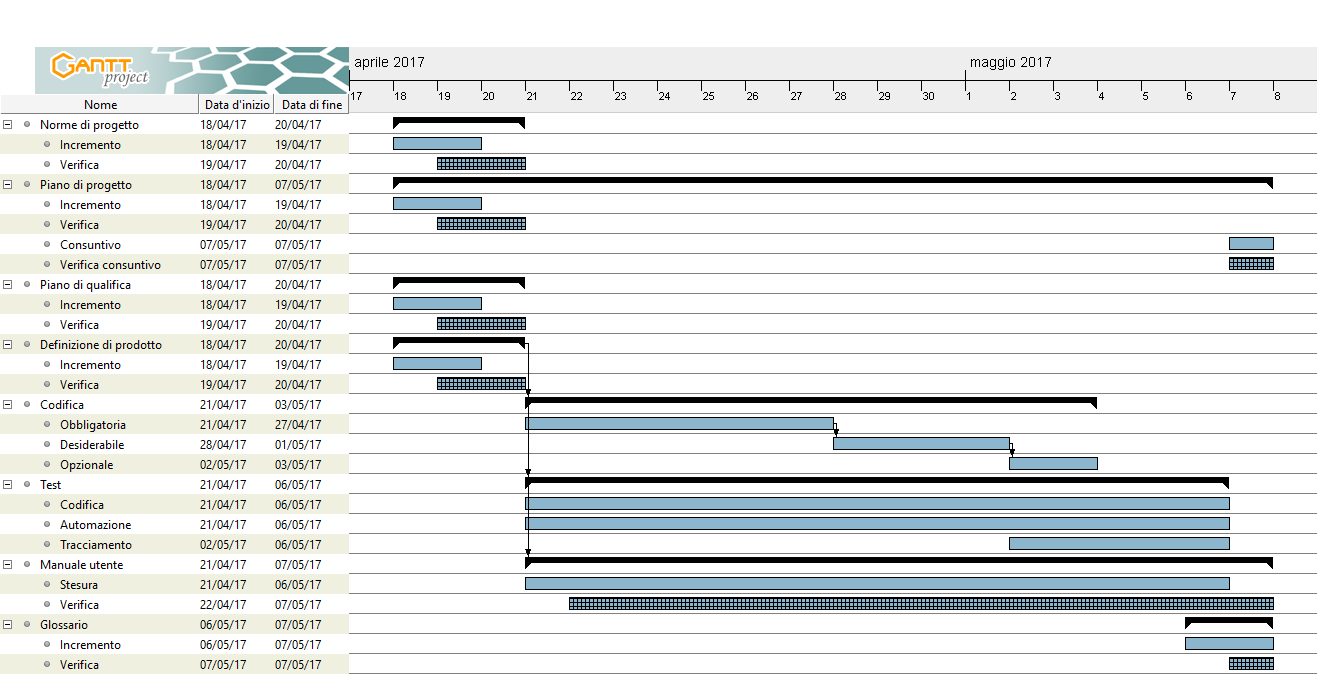 GANTT project
aprile 2017 maggio 2017
17 18 19 20 21 22 23 24 25 26 27 28 29 30 2 3 4 5 6 7 8
Nome Data d'inizio Data di fine
Norme di progetto 18/04/17 20/04/17
Incremento 18/04/17 19/04/17
Verifica 19/04/17 20/04/17
Piano di progetto 18/04/17 07/05/17
Incremento 18/04/17 19/04/17
Verifica 19/04/17 20/04/17
Consuntivo 07/05/17 07/05/17
Verifica consuntivo 07/05/17 07/05/17
Piano di qualifica 18/04/17 20/04/17
Incremento 18/04/17 19/04/17
Verifica 19/04/17 20/04/17
Definizione di prodotto 18/04/17 20/04/17
Incremento 18/04/17 19/04/17
Verifica 19/04/17 20/04/17
Codifica 21/04/17 03/05/17
Obbligatoria 21/04/17 27/04/17
Desiderabile 28/04/17 01/05/17
Opzionale 02/05/17 03/05/17
Test 21/04/17 06/05/17
Codifica 21/04/17 06/05/17
Automazione 21/04/17 06/05/17
Tracciamento 02/05/17 06/05/17
Manuale utente 21/04/17 07/05/17
Stesura 21/04/17 06/05/17
Verifica 22/04/17 07/05/17
Glossario 06/05/17 07/05/17
Incremento 06/05/17 07/05/17
Verifica 07/05/17 07/05/17